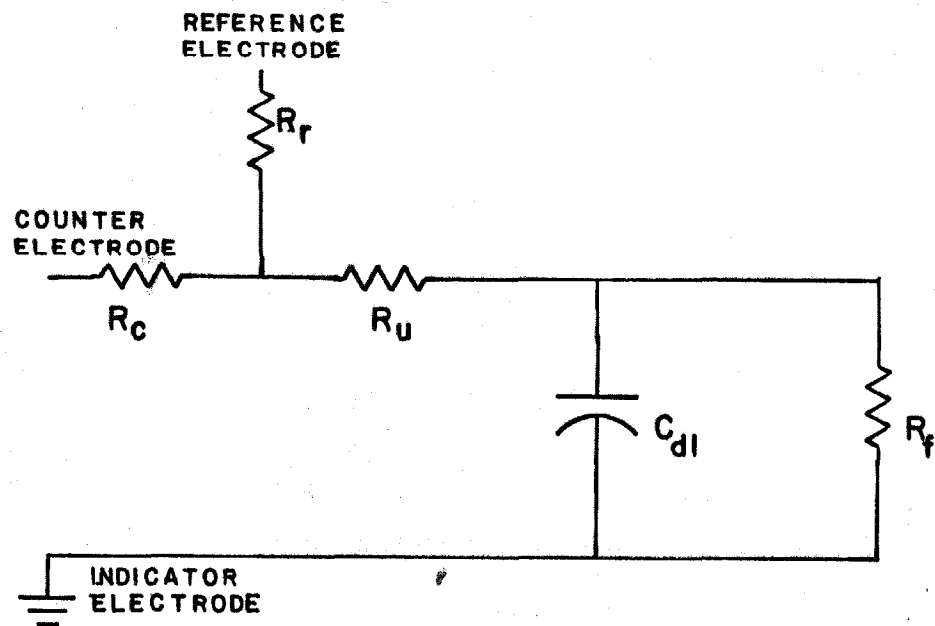 REFERENCE
ELECTRODE
Rr
COUNTER
ELECTRODE
Rc
Ru
Cdl
Rf
INDICATOR
ELECTRODE